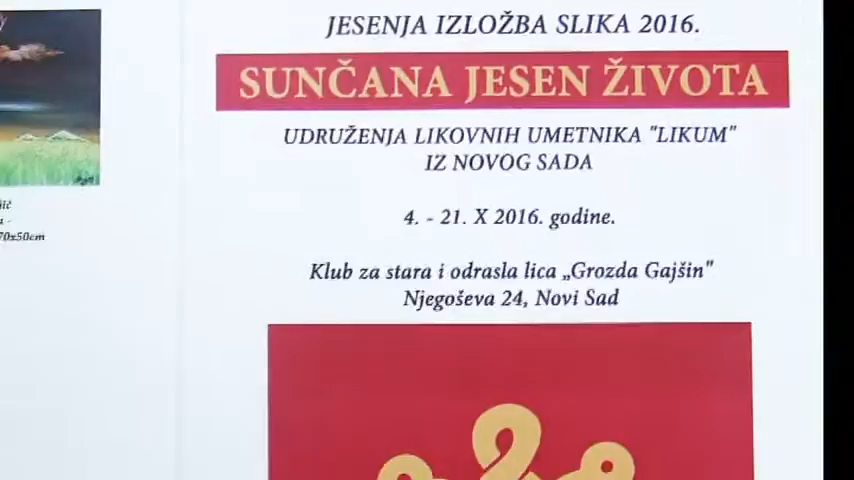 JESENJA IZLOŽBA SLIKA 2016.
SUNČANA JESEN ŽIVOTA
UDRUŽENJA LIKOVNIH UMETNIKA "LIKUM"
IZ NOVOG SADA
4. - 21. X 2016. godine.
Klub za stara i odrasla lica „Grozda Gajšin"
Njegoševa 24, Novi Sad
70x50cm